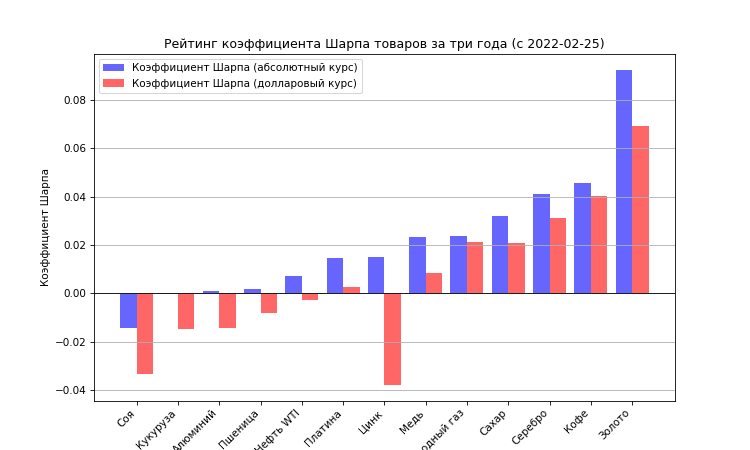 Рейтинг коэффициента Шарпа товаров за три года (с 2022-02-25)
Коэффициент Шарпа (абсолютный курс)
Коэффициент Шарпа (долларовый курс)
Коэффициент Шарпа
0.08
0.06
0.04
0.02
0.00
−0.02
−0.04
Соя
Кукуруза
Алюминий
Пшеница
Нефть WTI
Платина
Цинк
Медь
одный газ
Сахар
Серебро
Кофе
Золото